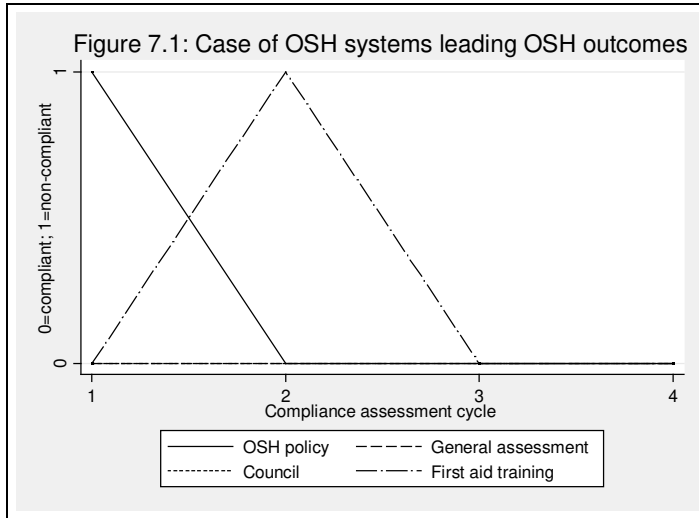 Figure 7.1: Case of OSH systems leading OSH outcomes
0=compliant; 1=non-compliant
1
0
1 2 3 4
Compliance assessment cycle
OSH policy General assessment
Council First aid training